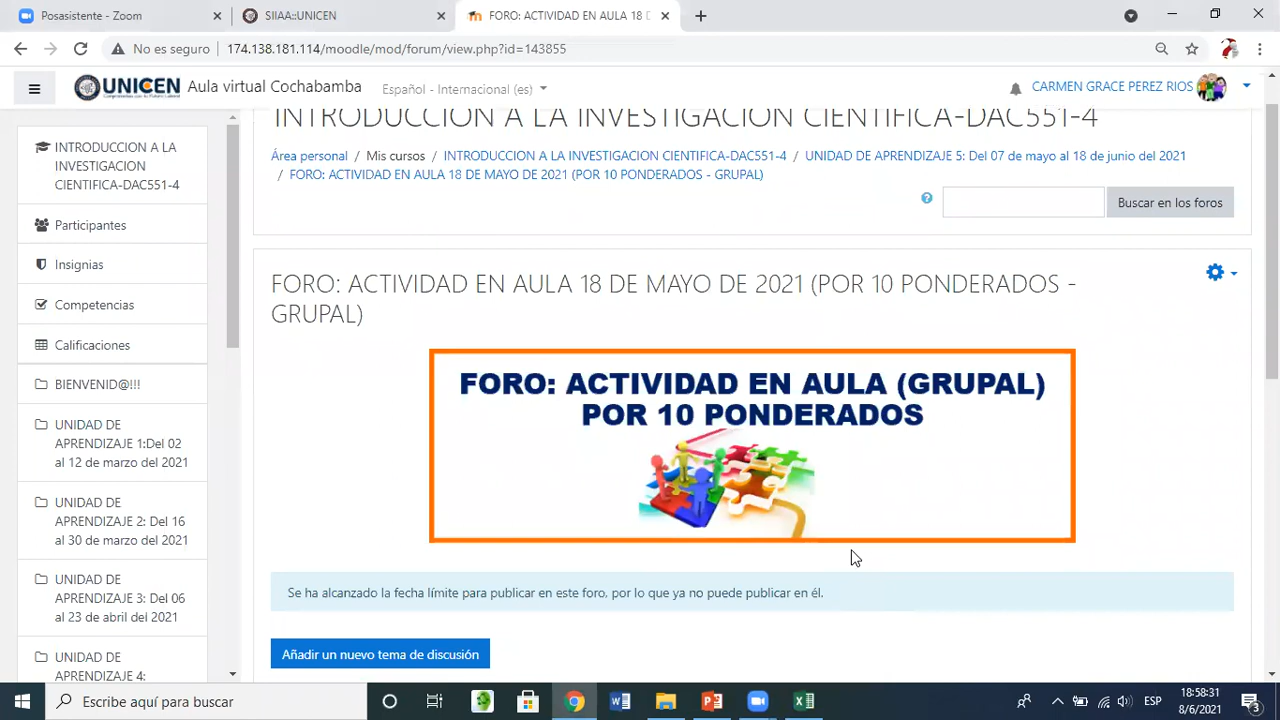 Posasistente - Zoom
SIIAA::UNICEN
FORO: ACTIVIDAD EN AULA 18 D
No es seguro
174.138.181.114/moodle/mod/forum/view.php?id=143855
UNICEN
Aula virtual Cochabamba
Español - Internacional (es)
CARMEN GRACE PEREZ RIOS
INTRODUCCION A LA INVESTIGACION CIENTIFICA-DAC551-4
Área personal / Mis cursos / INTRODUCCION A LA INVESTIGACION CIENTIFICA-DAC551-4 / UNIDAD DE APRENDIZAJE 5: Del 07 de mayo al 18 de junio del 2021
/ FORO: ACTIVIDAD EN AULA 18 DE MAYO DE 2021 (POR 10 PONDERADOS - GRUPAL)
Buscar en los foros
INTRODUCCION A LA
INVESTIGACION
CIENTIFICA-DAC551-4
Participantes
Insignias
Competencias
Calificaciones
BIENVENID@!!!
UNIDAD DE
APRENDIZAJE 1:Del 02
al 12 de marzo del 2021
UNIDAD DE
APRENDIZAJE 2: Del 16
al 30 de marzo del 2021
UNIDAD DE
APRENDIZAJE 3: Del 06
al 23 de abril del 2021
UNIDAD DE
APRENDIZAJE 4:
FORO: ACTIVIDAD EN AULA 18 DE MAYO DE 2021 (POR 10 PONDERADOS -
GRUPAL)
FORO: ACTIVIDAD EN AULA (GRUPAL)
POR 10 PONDERADOS
Se ha alcanzado la fecha límite para publicar en este foro, por lo que ya no puede publicar en él.
Añadir un nuevo tema de discusión
Escribe aquí para buscar
ESP
18:58:31
8/6/2021
3